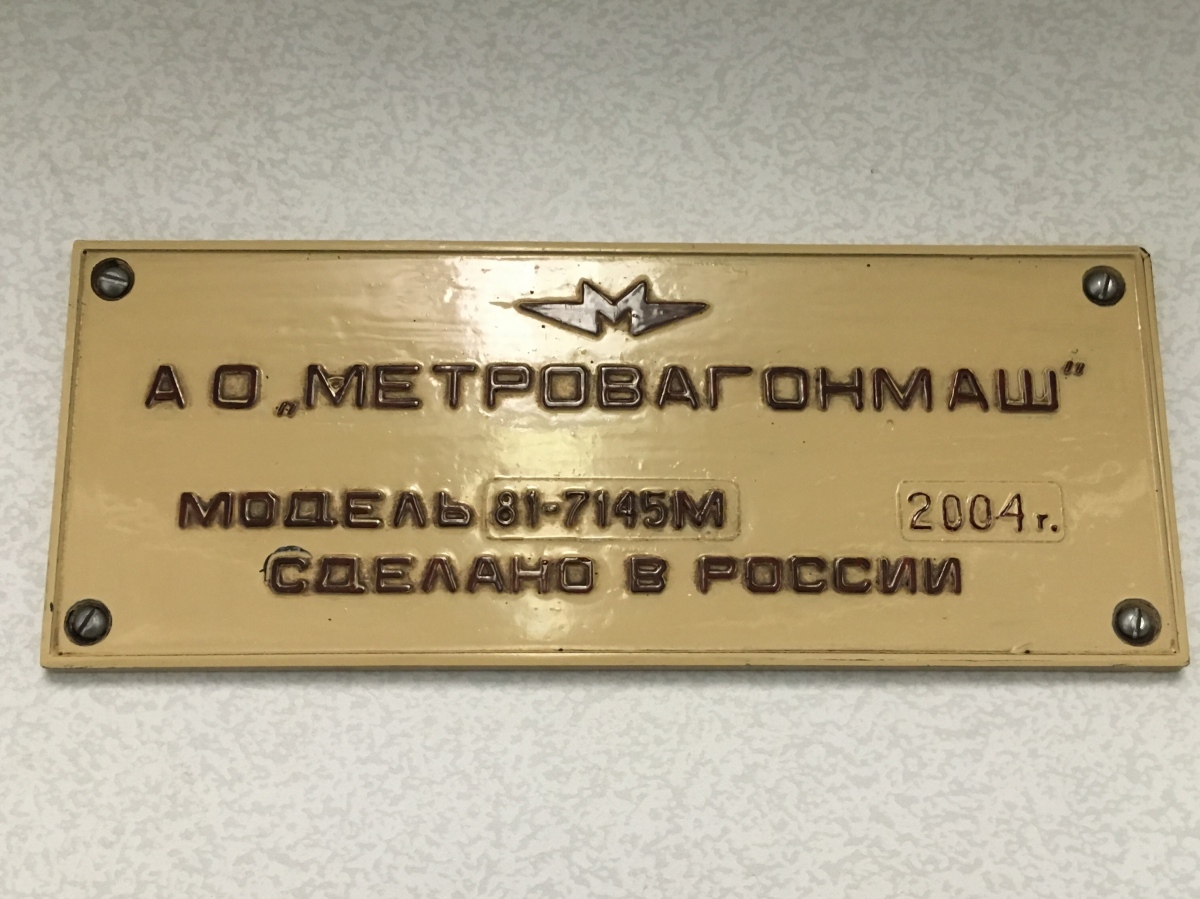 АО „МЕТРОВАГОНМАШ"
МОДЕЛЬ 81-7145М 2004 г.
СДЕЛАНО В РОССИИ